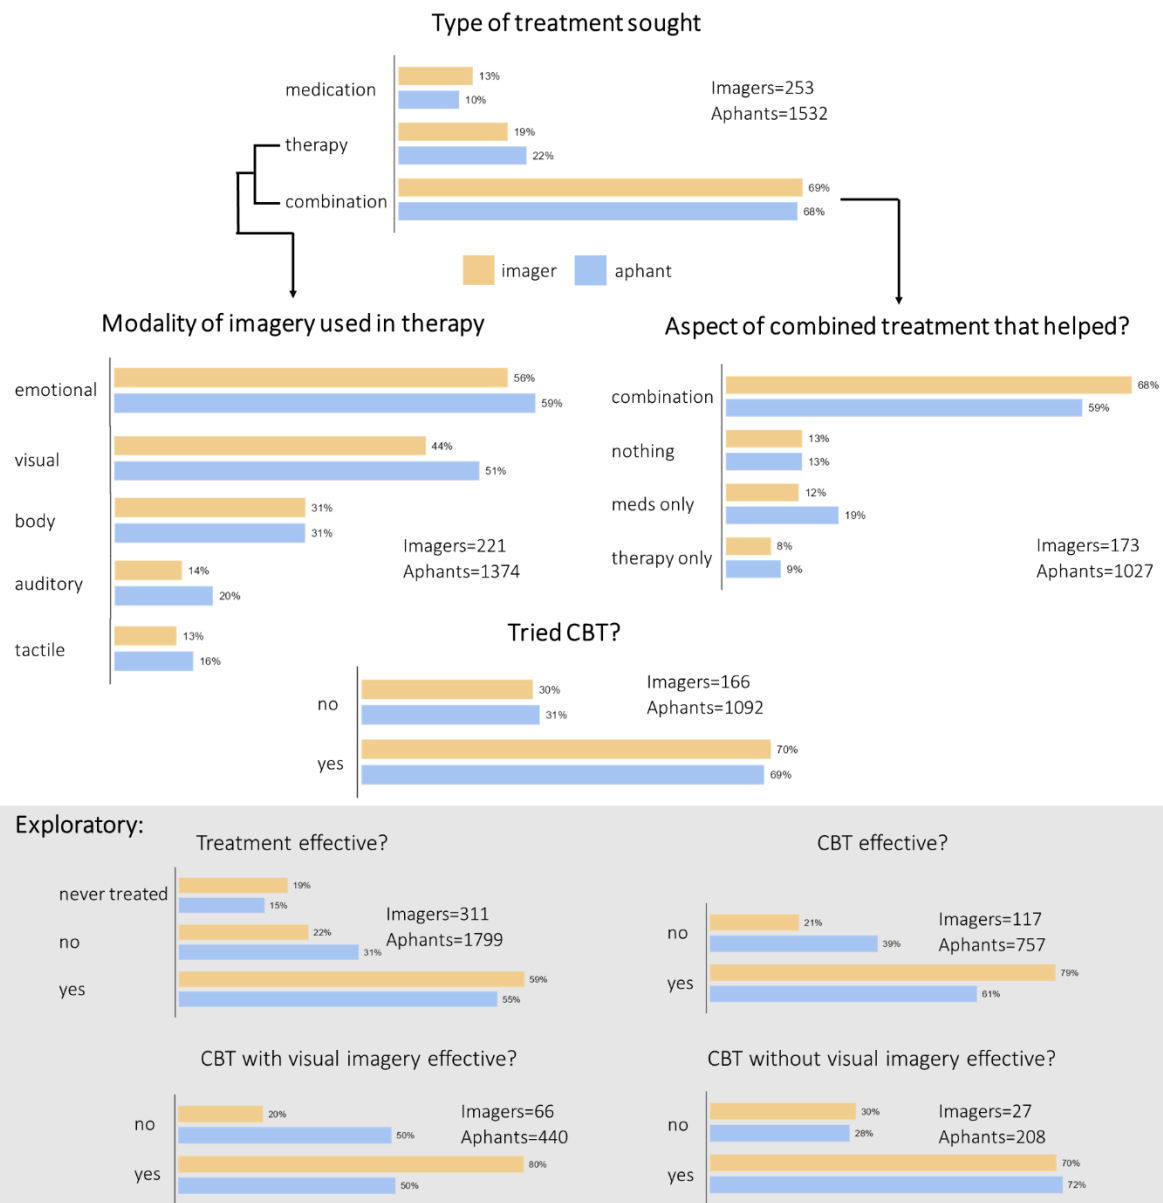 Type of treatment sought
medication
13%
10%
Imagers=253
Aphants=1532
therapy
19%
22%
combination
69%
68%
imager
aphant
Modality of imagery used in therapy
emotional
56%
59%
visual
44%
51%
body
31%
31%
Imagers=221
Aphants=1374
auditory
14%
20%
tactile
13%
16%
Aspect of combined treatment that helped?
combination
68%
59%
nothing
13%
13%
meds only
12%
19%
therapy only
8%
9%
Imagers=173
Aphants=1027
Tried CBT?
no
30%
31%
Imagers=166
Aphants=1092
yes
70%
69%
Exploratory:
Treatment effective?
never treated
19%
15%
no
22%
31%
Imagers=311
Aphants=1799
yes
59%
55%
CBT effective?
no
21%
39%
Imagers=117
Aphants=757
yes
79%
61%
CBT with visual imagery effective?
no
20%
50%
Imagers=66
Aphants=440
yes
80%
50%
CBT without visual imagery effective?
no
30%
28%
Imagers=27
Aphants=208
yes
70%
72%